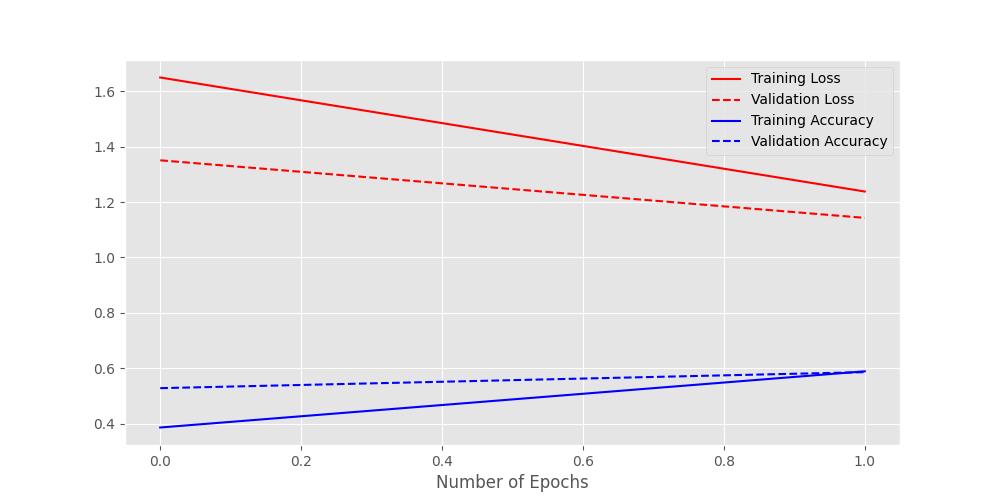 Training Loss
Validation Loss
Training Accuracy
Validation Accuracy
1.6
1.4
1.2
1.0
0.8
0.6
0.4
0.0 0.2 0.4 0.6 0.8 1.0
Number of Epochs